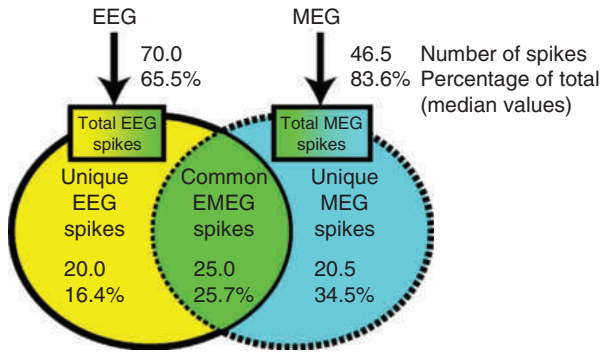 EEG
MEG
70.0
65.5%
46.5 Number of spikes
83.6% Percentage of total
(median values)
Total EEG
spikes
Total MEG
spikes
Unique
EEG
spikes
20.0
16.4%
Common
EMEG
spikes
25.0
25.7%
Unique
MEG
spikes
20.5
34.5%